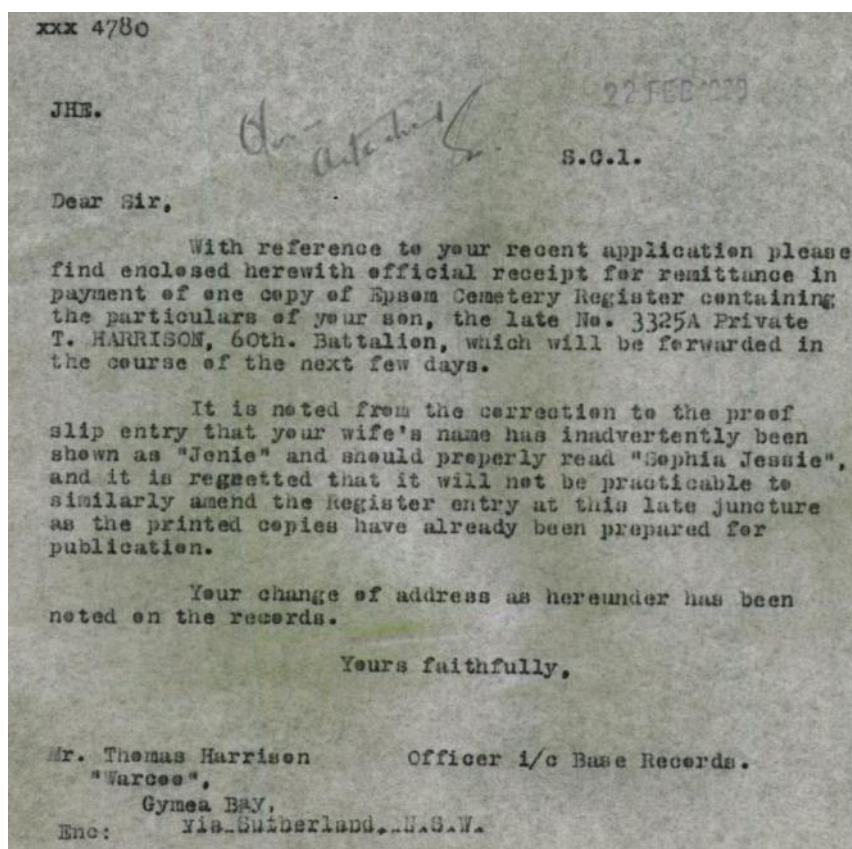 xxx 4780
22 FEB
JHE.
S.C.1.
Dear Sir,
With reference to your recent application please
find enclosed herewith official receipt for remittance in
payment of one copy of Epsom Cemetery Register containing
the particulars of your son, the late No. 3325A Private
T. HARRISON, 60th. Battalion, which will be forwarded in
the course of the next few days.
It is noted from the correction to the proof
slip entry that your wife's name has inadvertently been
shown as "Jenie" and should properly read "Sophia Jessie",
and it is regretted that it will not be practicable to
similarly amend the Register entry at this late juncture
as the printed copies have already been prepared for
publication.
Your change of address as hereunder has been
noted on the records.
Yours faithfully,
Mr. Thomas Harrison Officer i/c Base Records.
"Warcoo",
Gymea Bay,
Enc: via Sutherland, N.S.W.